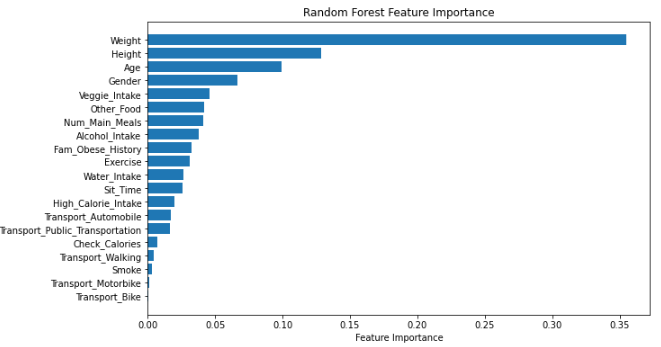 Random Forest Feature Importance
Weight
Height
Age
Gender
Veggie_Intake
Other_Food
Num_Main_Meals
Alcohol_Intake
Fam_Obese_History
Exercise
Water_Intake
Sit_Time
High_Calorie_Intake
Transport_Automobile
Transport_Public_Transportation
Check_Calories
Transport_Walking
Smoke
Transport_Motorbike
Transport_Bike
0.00 0.05 0.10 0.15 0.20 0.25 0.30 0.35
Feature Importance